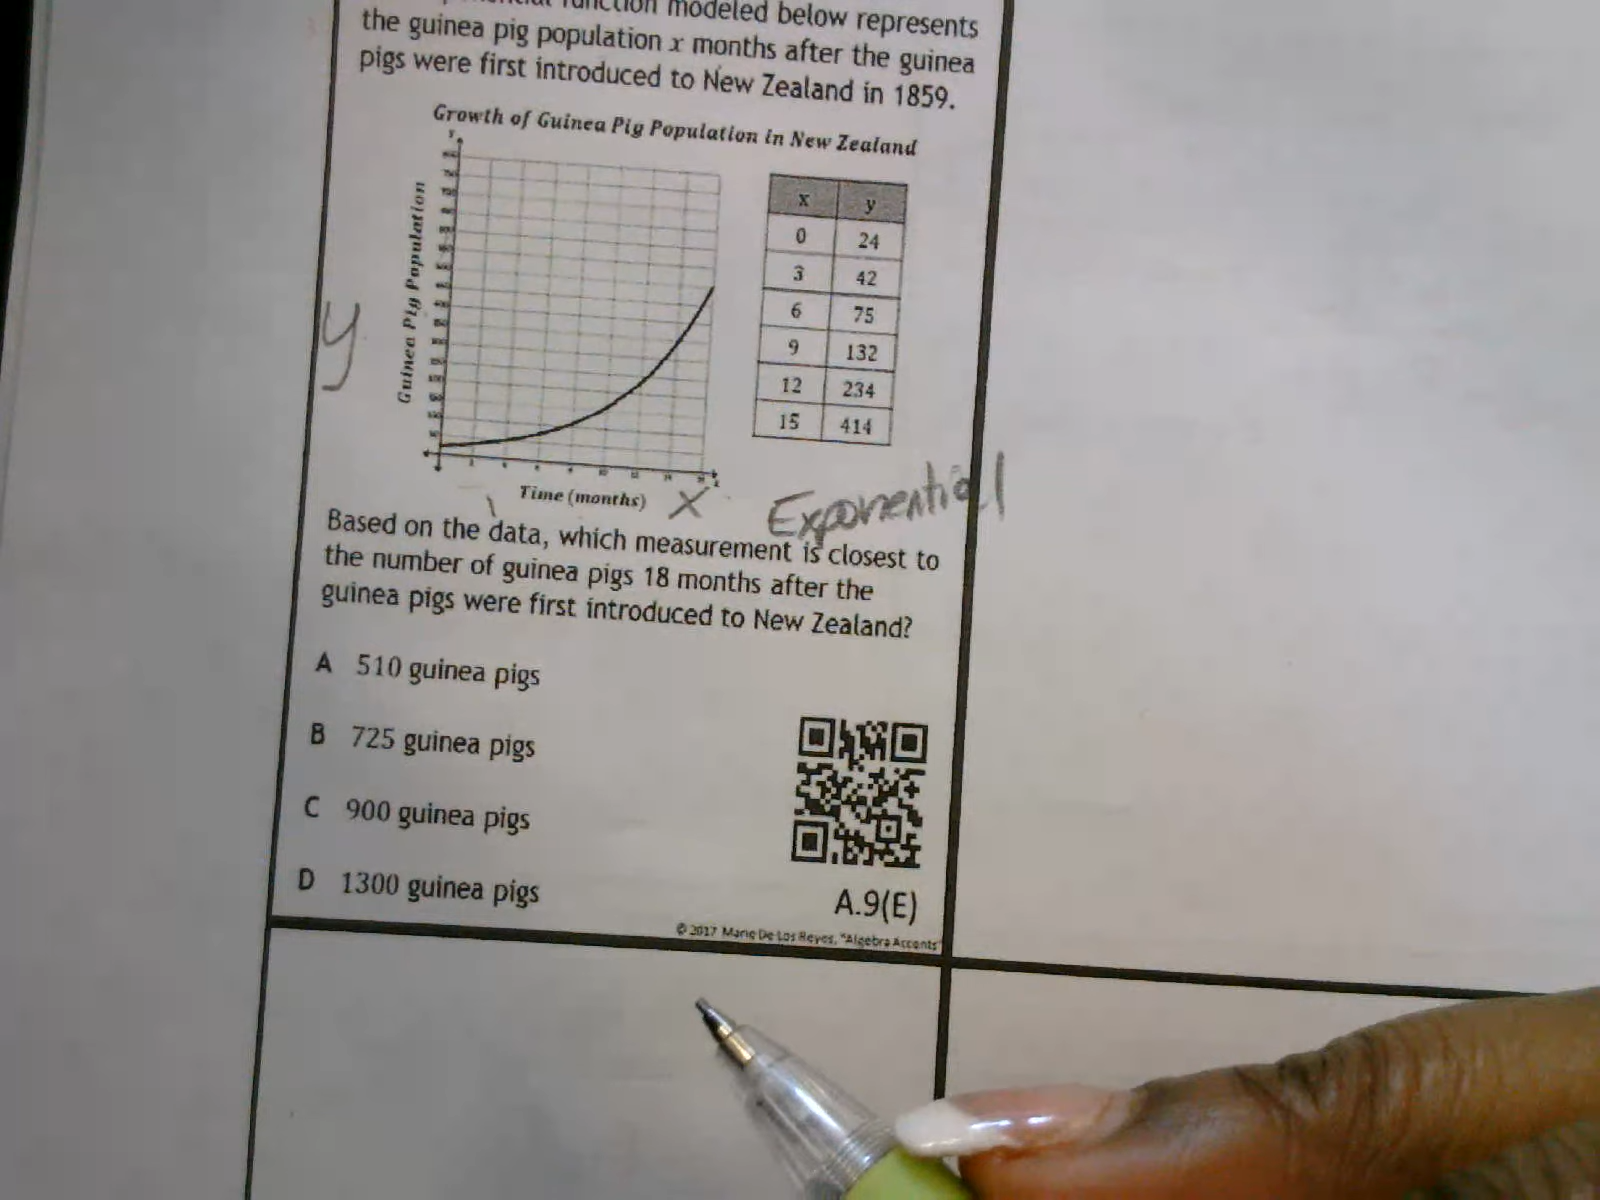 function modeled below represents
the guinea pig population x months after the guinea
pigs were first introduced to New Zealand in 1859.
Growth of Guinea Pig Population in New Zealand
Guinea Pig Population
y
x y
0 24
3 42
6 75
9 132
12 234
15 414
Time (months) X
Exponential
Based on the data, which measurement is closest to
the number of guinea pigs 18 months after the
guinea pigs were first introduced to New Zealand?
A 510 guinea pigs
B 725 guinea pigs
C 900 guinea pigs
D 1300 guinea pigs
A.9(E)
© 2017 Marie De Los Reyes, "Algebra Accents"